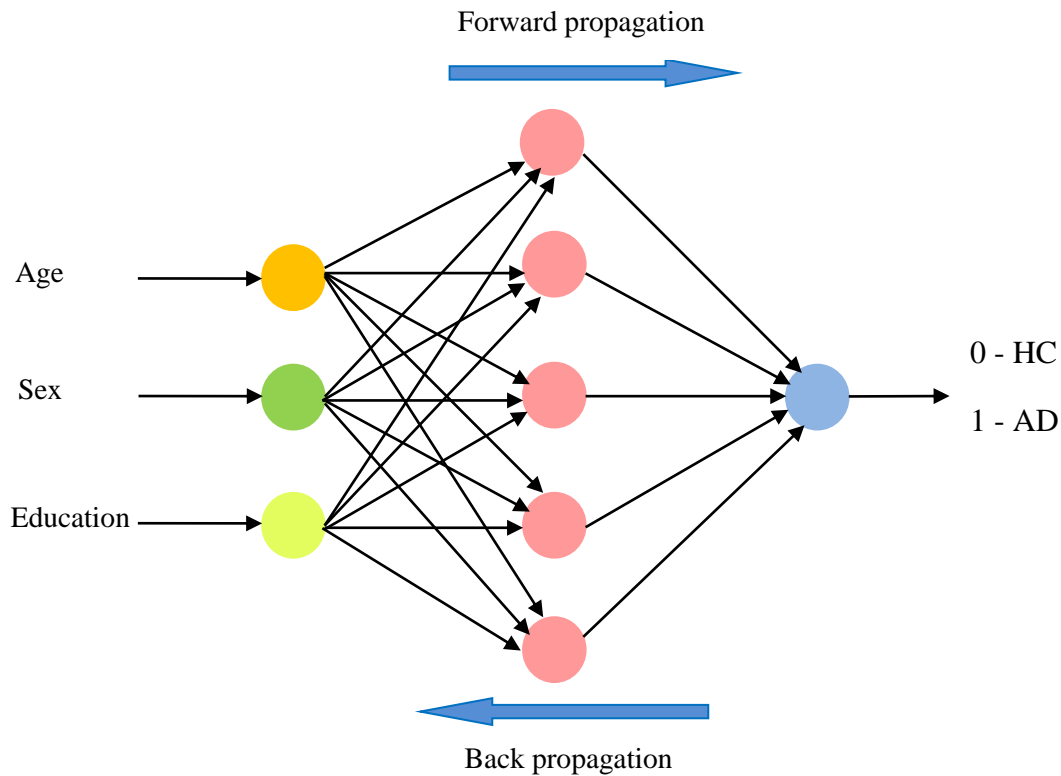 Forward propagation
Age
Sex
Education
0 - HC
1 - AD
Back propagation